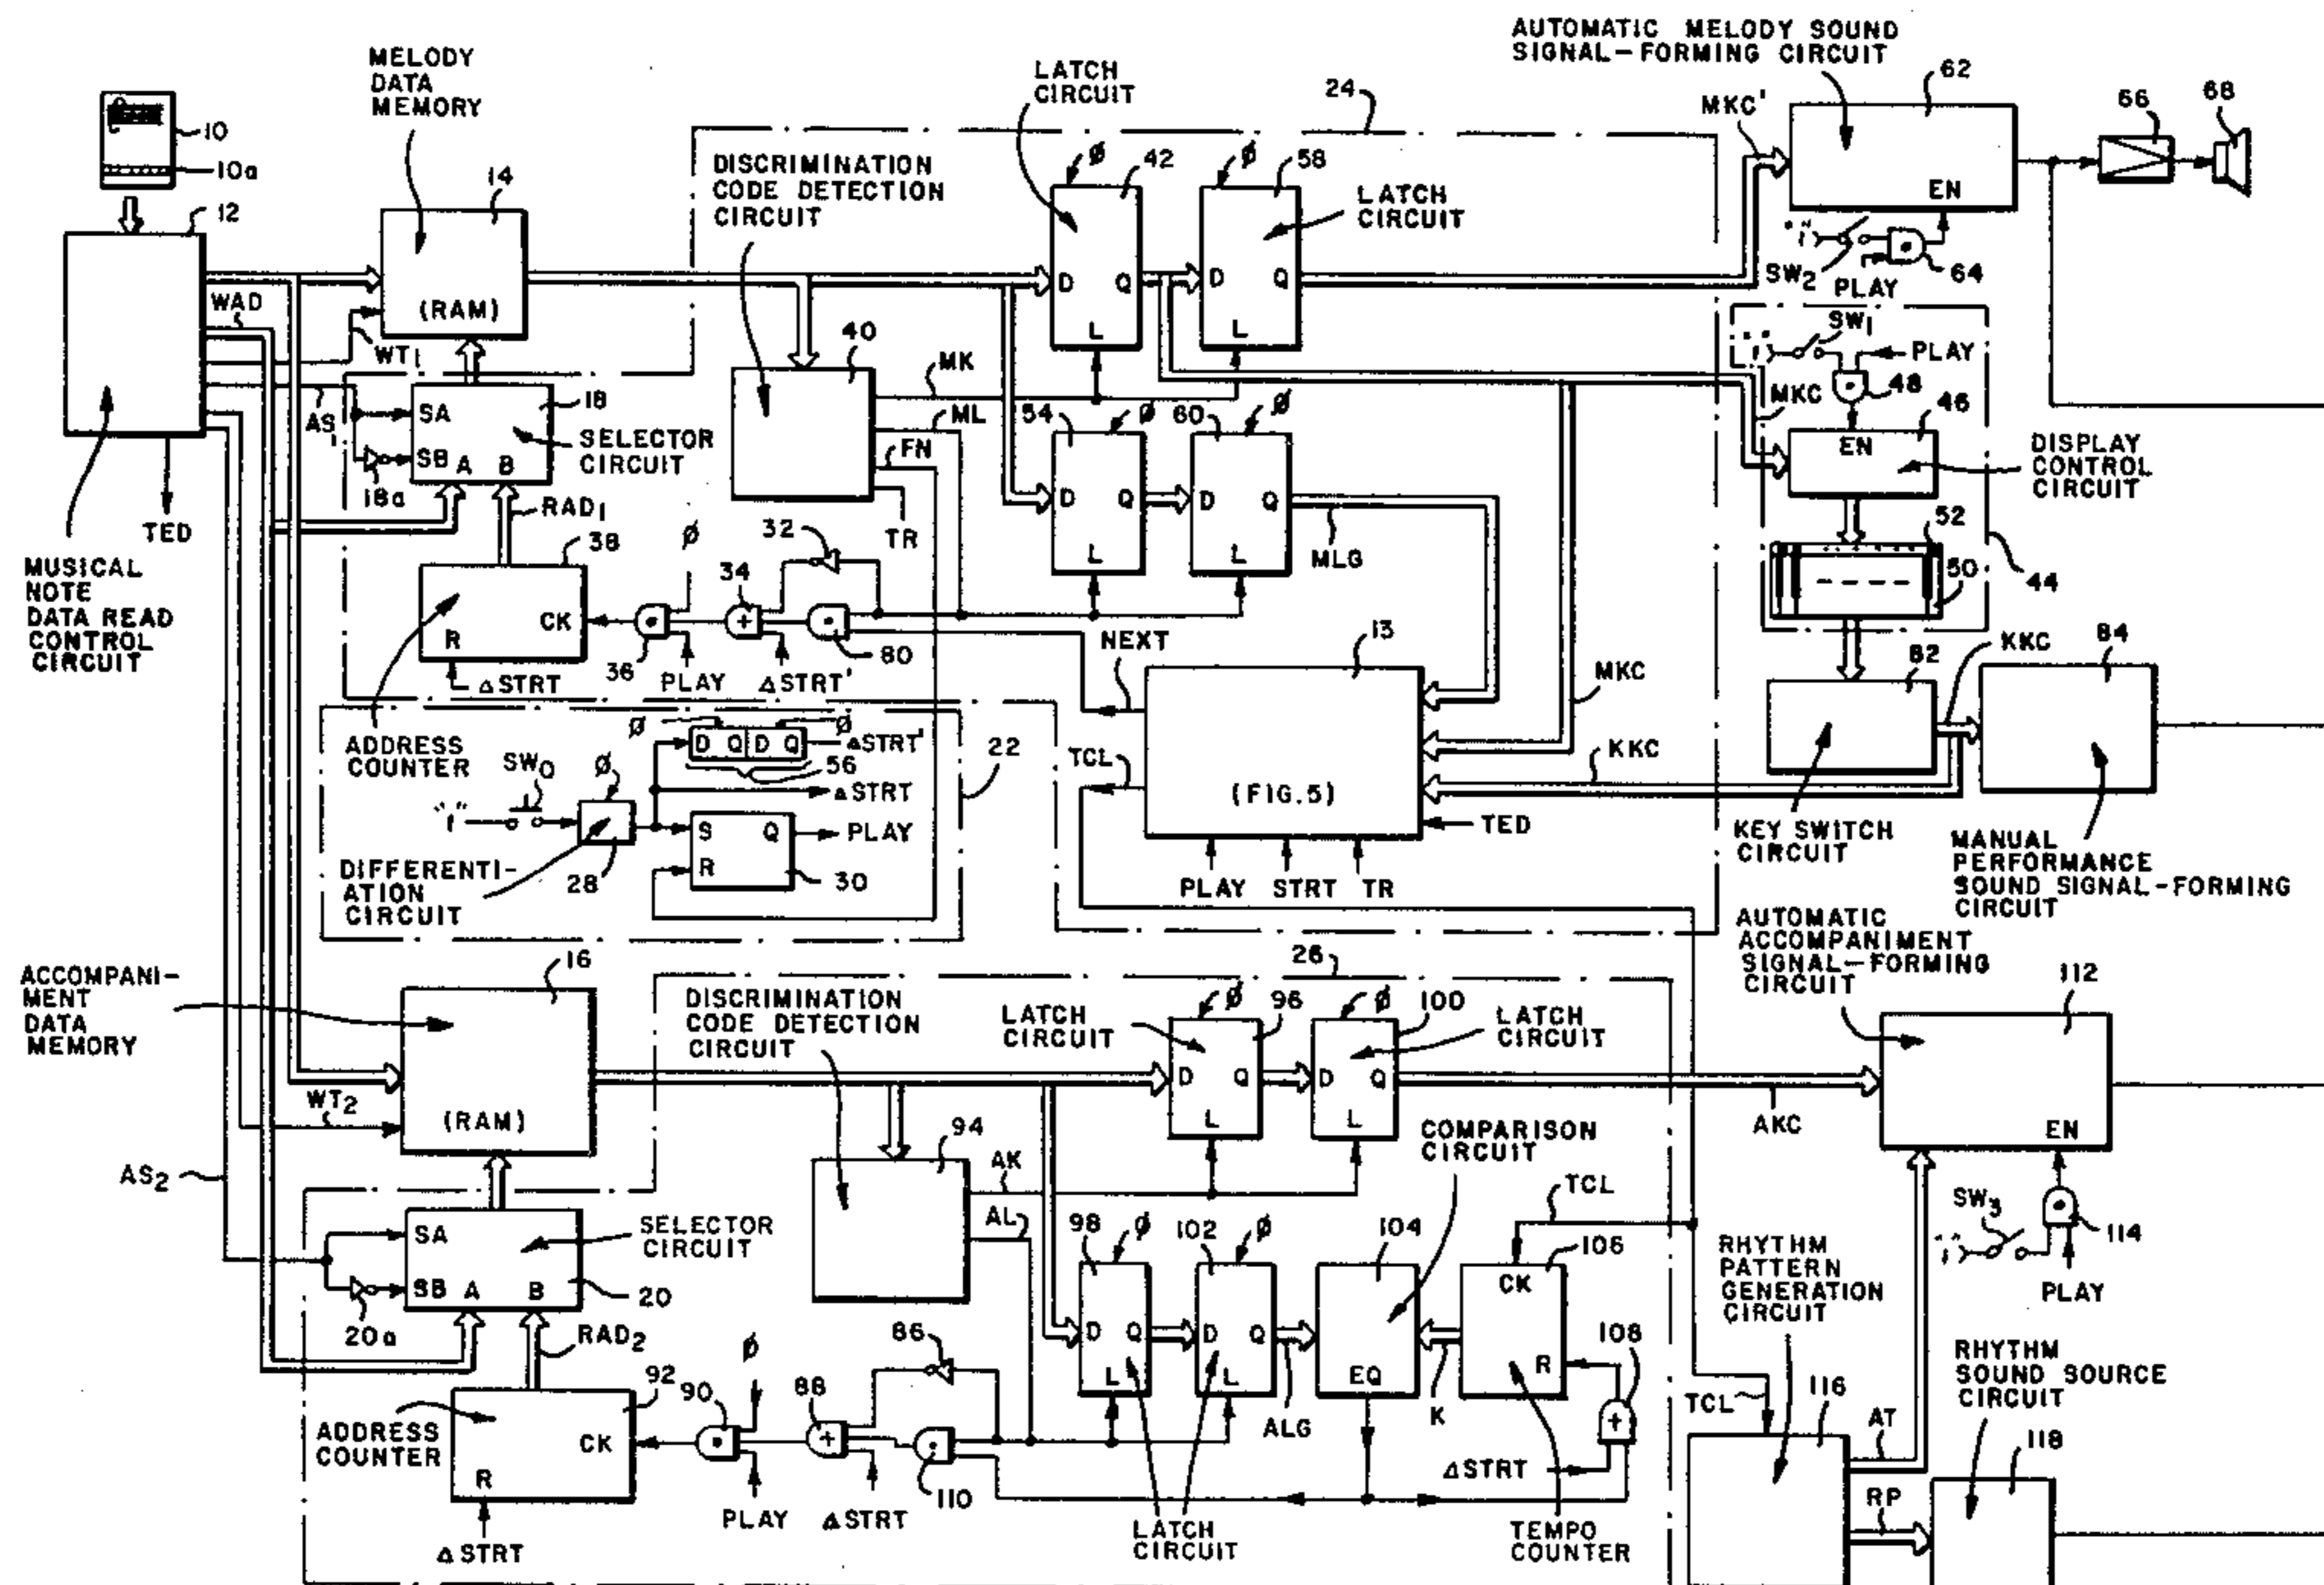 AUTOMATIC MELODY SOUND
SIGNAL-FORMING CIRCUIT
62
66
68
MKC'
EN
"1"
SW2
PLAY
64
MELODY
DATA
MEMORY
10
10a
12
14
(RAM)
WAD
WT1
AS1
TED
MUSICAL
NOTE
DATA READ
CONTROL
CIRCUIT
SA
SB
A
B
18
18a
SELECTOR
CIRCUIT
RAD1
38
CK
R
ΔSTRT
24
LATCH
CIRCUIT
DISCRIMINATION
CODE DETECTION
CIRCUIT
40
MK
ML
FN
TR
ø
42
D
Q
L
ø
58
D
Q
L
LATCH
CIRCUIT
54
ø
D
Q
L
60
ø
D
Q
L
MLG
ø
32
34
36
PLAY
ΔSTRT'
80
NEXT
13
MKC
TCL
(FIG.5)
KKC
TED
PLAY
STRT
TR
"1"
SW1
PLAY
48
MKC
46
EN
DISPLAY
CONTROL
CIRCUIT
52
50
44
82
KKC
84
KEY SWITCH
CIRCUIT
MANUAL
PERFORMANCE
SOUND SIGNAL-FORMING
CIRCUIT
ADDRESS
COUNTER
ø
D Q D Q
ø
ΔSTRT'
56
22
SW0
ø
"1"
ΔSTRT
S
Q
PLAY
R
30
28
DIFFERENTI-
ATION
CIRCUIT
ACCOMPANI-
MENT
DATA
MEMORY
16
(RAM)
WT2
AS2
SA
SB
A
B
20
20a
SELECTOR
CIRCUIT
RAD2
ADDRESS
COUNTER
92
CK
R
ΔSTRT
26
DISCRIMINATION
CODE DETECTION
CIRCUIT
94
AK
AL
LATCH
CIRCUIT
ø
96
D
Q
L
ø
100
D
Q
L
LATCH
CIRCUIT
AKC
AUTOMATIC
ACCOMPANIMENT
SIGNAL-FORMING
CIRCUIT
112
EN
SW3
"1"
114
PLAY
98
ø
D
Q
L
102
ø
D
Q
L
LATCH
CIRCUIT
COMPARISON
CIRCUIT
104
EQ
ALG
K
TCL
106
CK
R
108
ΔSTRT
TEMPO
COUNTER
86
ø
90
88
110
PLAY
ΔSTRT
RHYTHM
PATTERN
GENERATION
CIRCUIT
TCL
116
AT
RP
RHYTHM
SOUND SOURCE
CIRCUIT
118